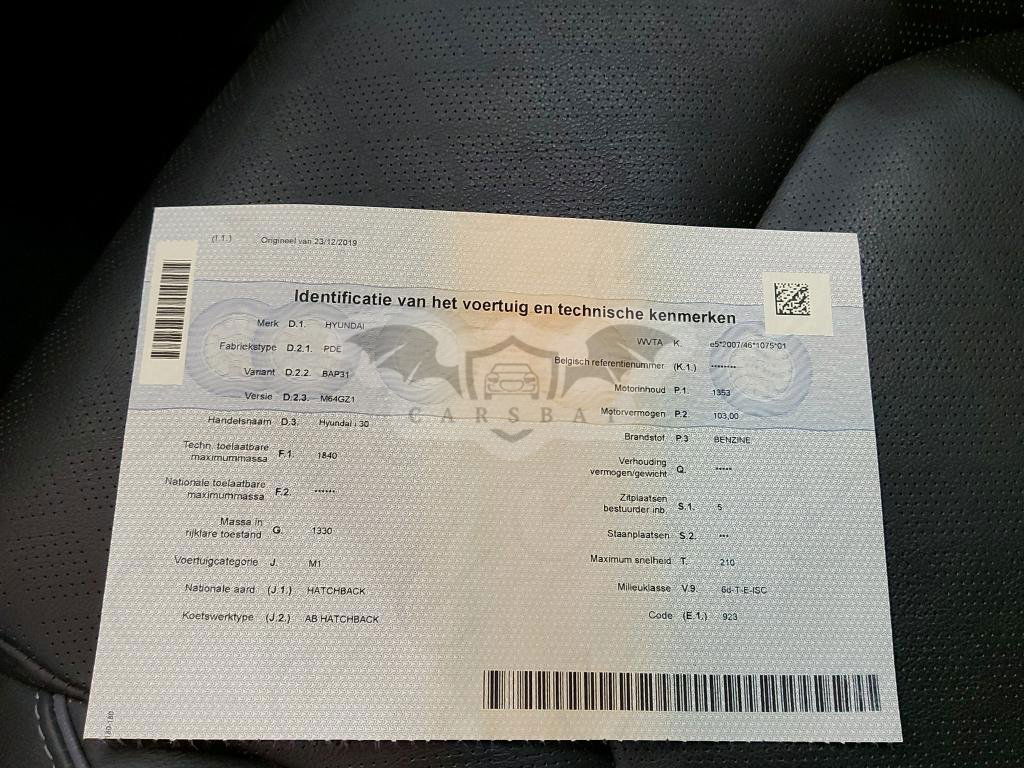 (I.1.) Origineel van 23/12/2019
Identificatie van het voertuig en technische kenmerken
Merk D.1. HYUNDAI
Fabriekstype D.2.1. PDE
Variant D.2.2. BAP31
Versie D.2.3. M64GZ1
Handelsnaam D.3. Hyundai i 30
Techn. toelaatbare
maximummassa F.1. 1840
Nationale toelaatbare
maximummassa F.2. ------
Massa in
rijklare toestand G. 1330
Voertuigcategorie J. M1
Nationale aard (J.1.) HATCHBACK
Koetswerktype (J.2.) AB HATCHBACK
WVTA K. e5*2007/46*1075*01
Belgisch referentienummer (K.1.) --------
Motorinhoud P.1. 1353
Motorvermogen P.2. 103,00
Brandstof P.3 BENZINE
Verhouding
vermogen/gewicht Q. -----
Zitplaatsen
bestuurder inb. S.1. 5
Staanplaatsen S.2. ---
Maximum snelheid T. 210
Milieuklasse V.9. 6d-T-E-ISC
Code (E.1.) 923
CARSBAT